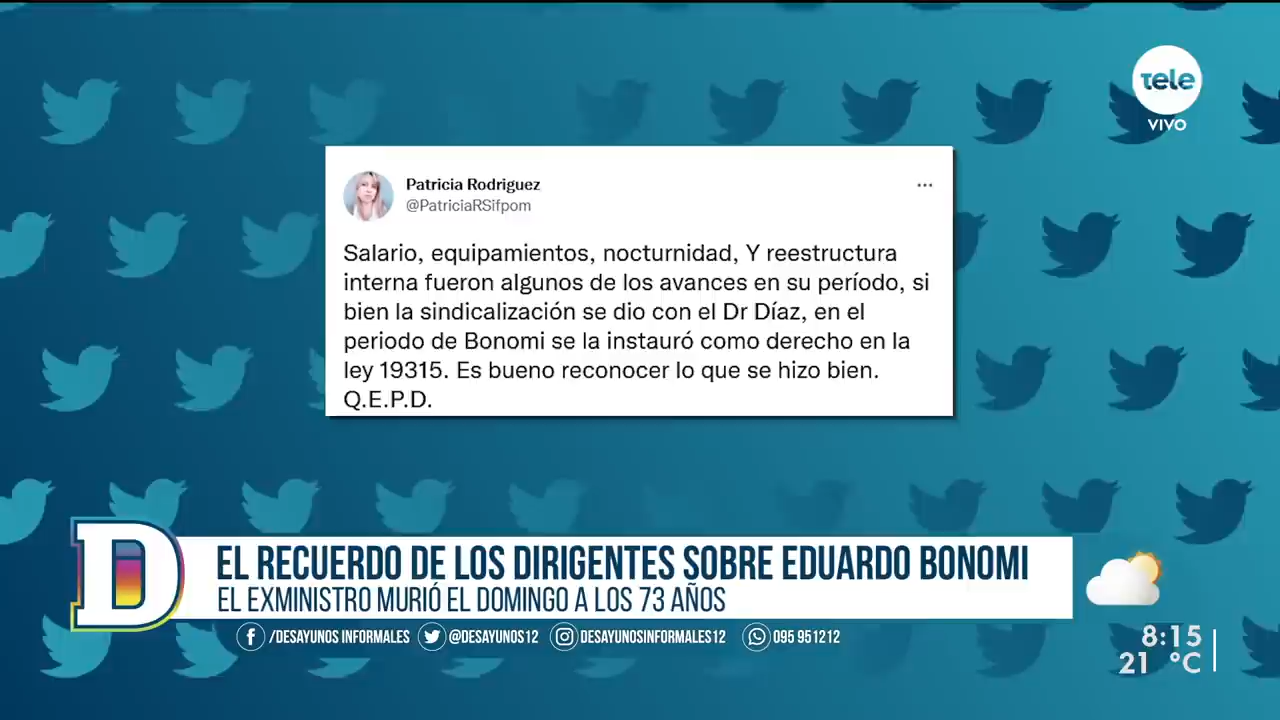 tele
VIVO
Patricia Rodriguez
@PatriciaRSifpom
Salario, equipamientos, nocturnidad, Y reestructura
interna fueron algunos de los avances en su período, si
bien la sindicalización se dio con el Dr Díaz, en el
periodo de Bonomi se la instauró como derecho en la
ley 19315. Es bueno reconocer lo que se hizo bien.
Q.E.P.D.
D
EL RECUERDO DE LOS DIRIGENTES SOBRE EDUARDO BONOMI
EL EXMINISTRO MURIÓ EL DOMINGO A LOS 73 AÑOS
/DESAYUNOS INFORMALES @DESAYUNOS12 DESAYUNOSINFORMALES12 095 951212
8:15
21 °C